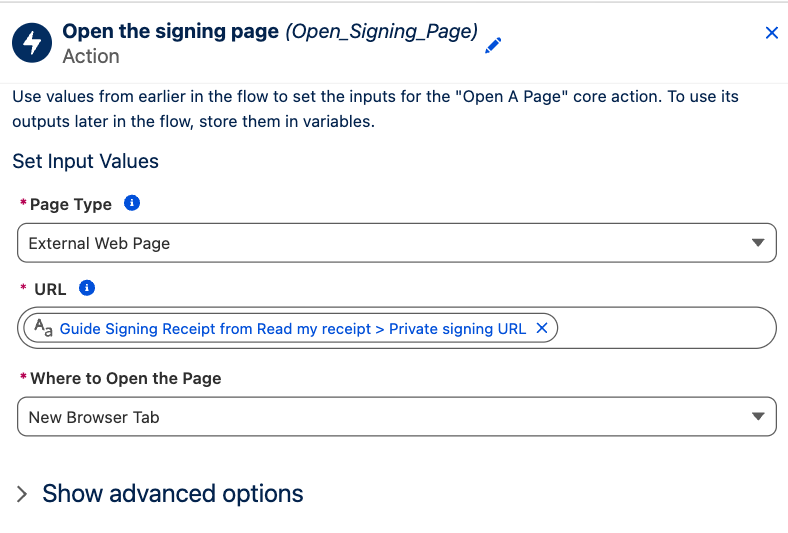 Open the signing page (Open_Signing_Page)
Action
Use values from earlier in the flow to set the inputs for the "Open A Page" core action. To use its
outputs later in the flow, store them in variables.
Set Input Values
* Page Type
External Web Page
* URL
Aa Guide Signing Receipt from Read my receipt > Private signing URL
* Where to Open the Page
New Browser Tab
Show advanced options